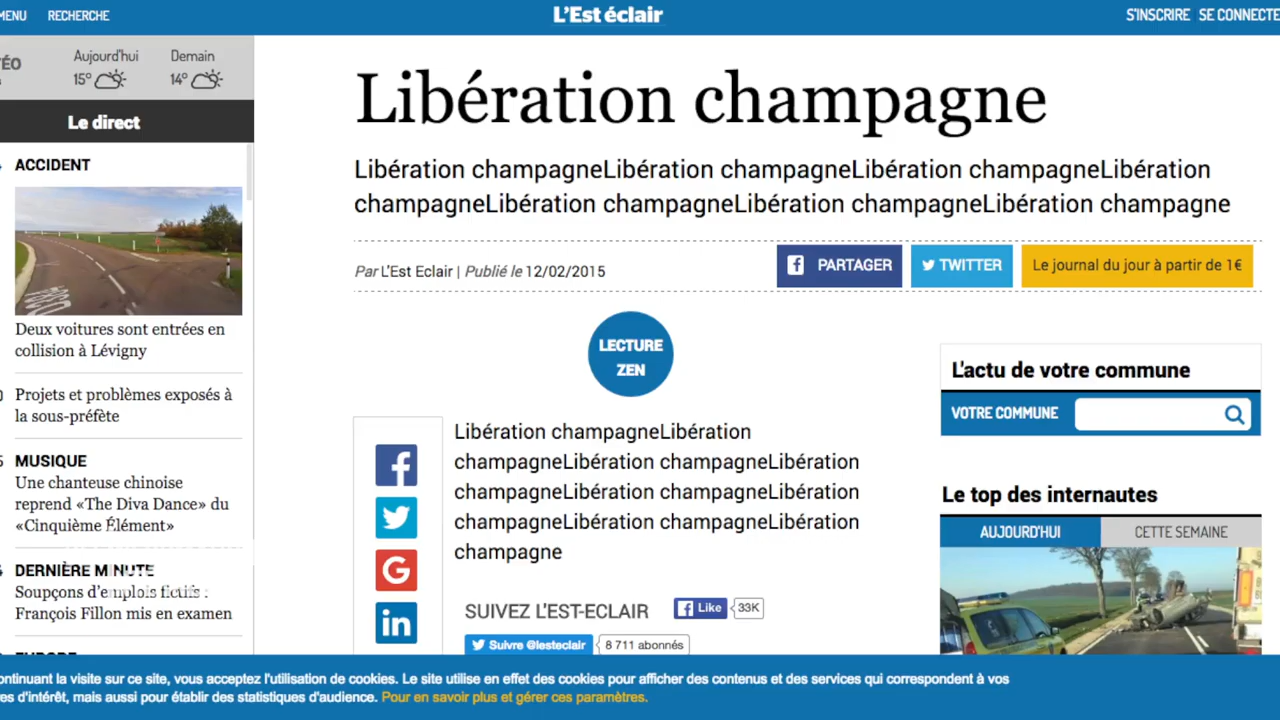 MENU
RECHERCHE
L'Est éclair
S'INSCRIRE SE CONNECTE
TÉO
Aujourd'hui
15°
Demain
14°
Le direct
ACCIDENT
Deux voitures sont entrées en
collision à Lévigny
Projets et problèmes exposés à
la sous-préfète
MUSIQUE
Une chanteuse chinoise
reprend «The Diva Dance» du
«Cinquième Élément»
DERNIÈRE MINUTE
Soupçons d'emplois fictifs :
François Fillon mis en examen
Libération champagne
Libération champagneLibération champagneLibération champagneLibération
champagneLibération champagneLibération champagneLibération champagne
Par L'Est Eclair | Publié le 12/02/2015
PARTAGER
TWITTER
Le journal du jour à partir de 1€
LECTURE
ZEN
Libération champagneLibération
champagneLibération champagneLibération
champagneLibération champagneLibération
champagneLibération champagneLibération
champagne
SUIVEZ L'EST-ECLAIR
Like
33K
Suivre @lesteclair
8 711 abonnés
L'actu de votre commune
VOTRE COMMUNE
Le top des internautes
AUJOURD'HUI
CETTE SEMAINE
ontinuant la visite sur ce site, vous acceptez l'utilisation de cookies. Le site utilise en effet des cookies pour afficher des contenus et des services qui correspondent à vos
res d'intérêt, mais aussi pour établir des statistiques d'audience. Pour en savoir plus et gérer ces paramètres.